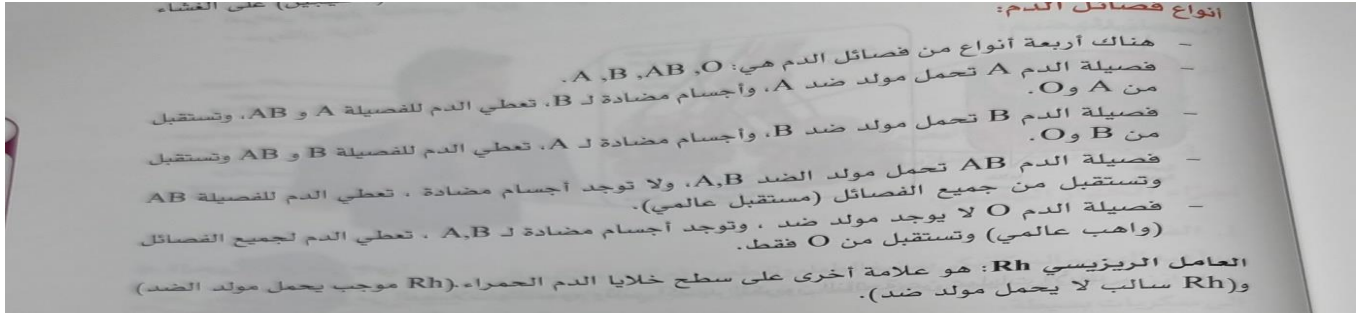 على الغشاء
أنواع فصائل الدم:
- هناك أربعة أنواع من فصائل الدم هي: A ,B ,AB ,O.
- فصيلة الدم A تحمل مولد ضد A، وأجسام مضادة لـ B، تعطي الدم للفصيلة A و AB، وتستقبل
من A وO.
- فصيلة الدم B تحمل مولد ضد B، وأجسام مضادة لـ A، تعطي الدم للفصيلة B و AB وتستقبل
من B وO.
- فصيلة الدم AB تحمل مولد الضد A,B، ولا توجد أجسام مضادة ، تعطي الدم للفصيلة AB
وتستقبل من جميع الفصائل (مستقبل عالمي).
- فصيلة الدم O لا يوجد مولد ضد ، وتوجد أجسام مضادة لـ A,B ، تعطي الدم لجميع الفصائل
(واهب عالمي) وتستقبل من O فقط.
العامل الريزيسي Rh: هو علامة أخرى على سطح خلايا الدم الحمراء.(Rh موجب يحمل مولد الضد)
و(Rh سالب لا يحمل مولد ضد).